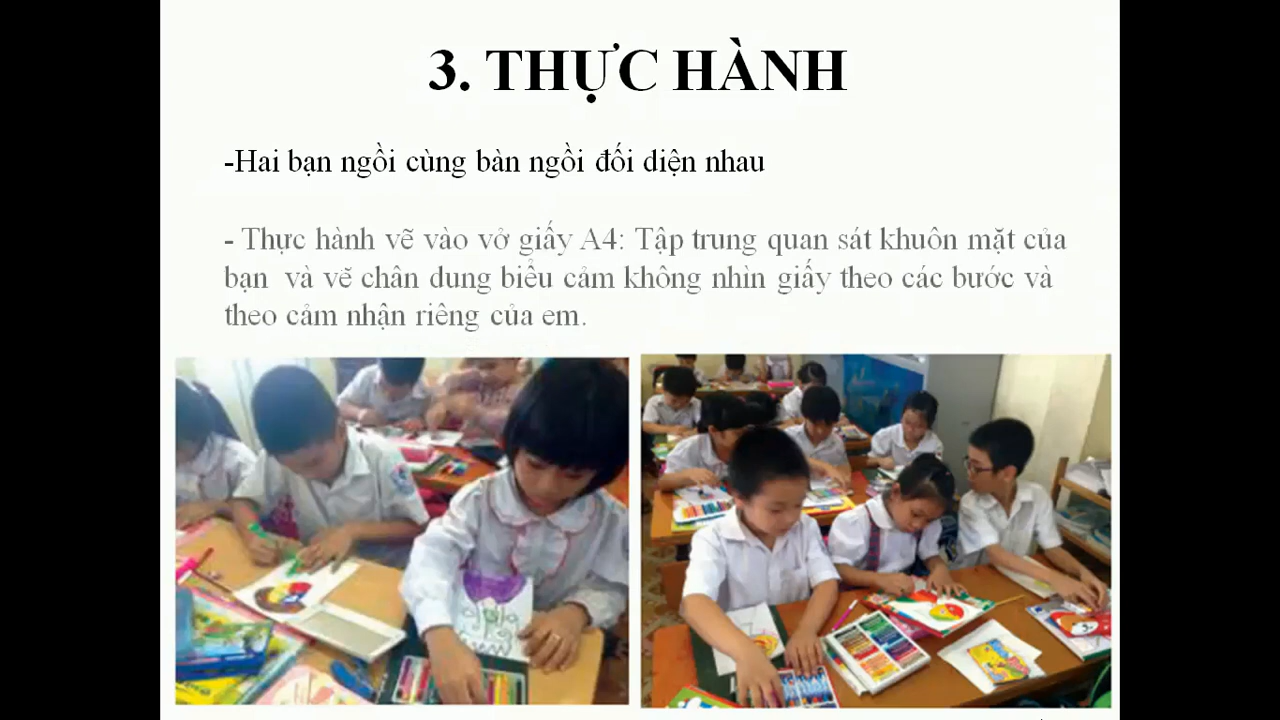 3. THỰC HÀNH
-Hai bạn ngồi cùng bàn ngồi đối diện nhau
- Thực hành vẽ vào vở giấy A4: Tập trung quan sát khuôn mặt của
bạn và vẽ chân dung biểu cảm không nhìn giấy theo các bước và
theo cảm nhận riêng của em.